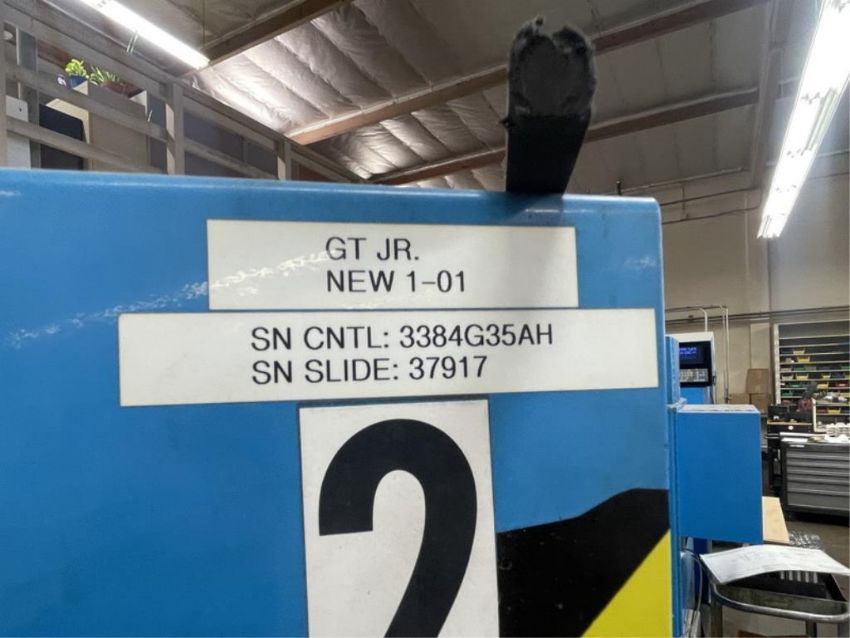 GT JR.
NEW 1-01
SN CNTL: 3384G35AH
SN SLIDE: 37917
2